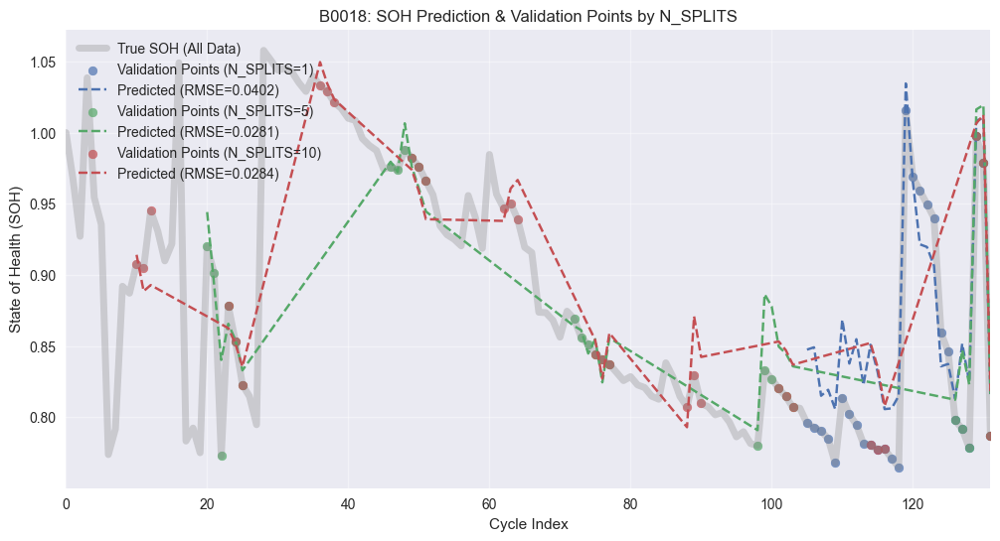 B0018: SOH Prediction & Validation Points by N_SPLITS
True SOH (All Data)
Validation Points (N_SPLITS=1)
Predicted (RMSE=0.0402)
Validation Points (N_SPLITS=5)
Predicted (RMSE=0.0281)
Validation Points (N_SPLITS=10)
Predicted (RMSE=0.0284)
State of Health (SOH)
1.05
1.00
0.95
0.90
0.85
0.80
0 20 40 60 80 100 120
Cycle Index